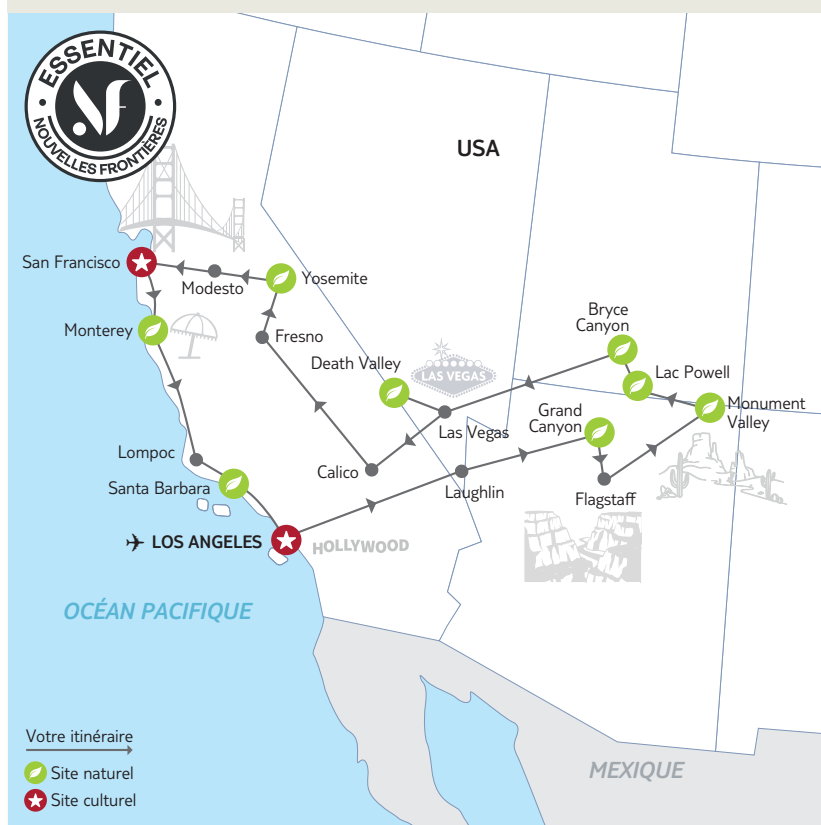 ESSENTIEL
NF
NOUVELLES FRONTIÈRES
USA
San Francisco
Modesto
Yosemite
Monterey
Fresno
Bryce
Canyon
Death Valley
LAS VEGAS
Lac Powell
Monument
Valley
Grand
Canyon
Las Vegas
Lompoc
Calico
Santa Barbara
Laughlin
Flagstaff
LOS ANGELES
HOLLYWOOD
OCÉAN PACIFIQUE
Votre itinéraire
Site naturel
Site culturel
MEXIQUE